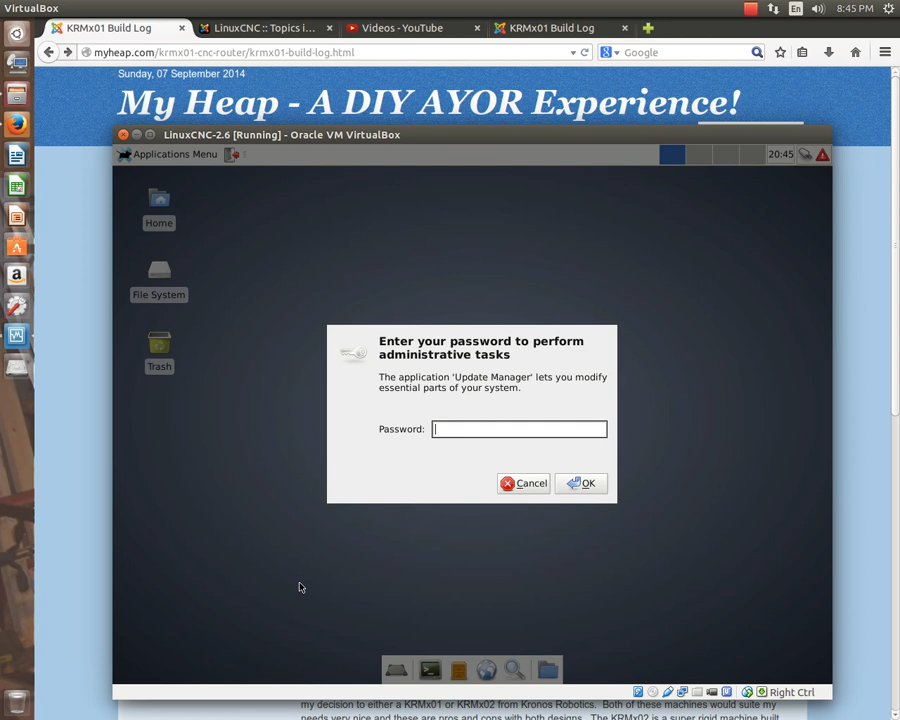 VirtualBox
En
8:45 PM
KRMx01 Build Log
LinuxCNC :: Topics i...
Videos - YouTube
KRMx01 Build Log
myheap.com/krmx01-cnc-router/krmx01-build-log.html
Google
Sunday, 07 September 2014
My Heap - A DIY AYOR Experience!
LinuxCNC-2.6 [Running] - Oracle VM VirtualBox
Applications Menu
20:45
Home
File System
Trash
Enter your password to perform
administrative tasks
The application 'Update Manager' lets you modify
essential parts of your system.
Password:
Cancel
OK
Right Ctrl
my decision to either a KRMx01 or KRMx02 from Kronos Robotics. Both of these machines would suite my
needs very nice and these are pros and cons with both designs. The KRMx02 is a super rigid machine built